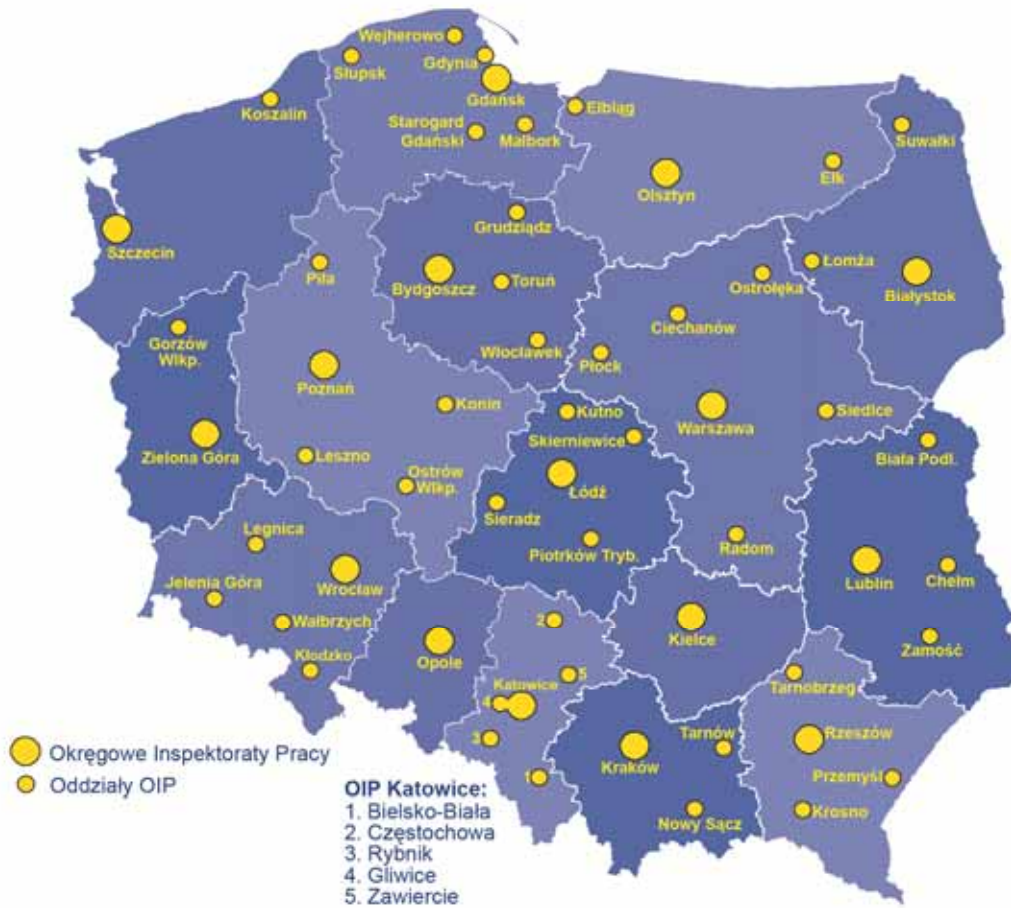 Wejherowo
Słupsk
Gdynia
Gdańsk
Koszalin
Starogard
Gdański
Malbork
Elbląg
Suwałki
Olsztyn
Ełk
Szczecin
Grudziądz
Piła
Bydgoszcz
Toruń
Ostrołęka
Łomża
Białystok
Gorzów
Wlkp.
Włocławek
Ciechanów
Płock
Poznań
Konin
Kutno
Warszawa
Siedlce
Zielona Góra
Leszno
Skierniewice
Biała Podl.
Ostrów
Wlkp.
Łódź
Sieradz
Legnica
Piotrków Tryb.
Radom
Jelenia Góra
Wrocław
Lublin
Chełm
Wałbrzych
2
Kielce
Zamość
Kłodzko
Opole
5
Katowice
4
Tarnobrzeg
3
Tarnów
Rzeszów
Kraków
1
Przemyśl
Nowy Sącz
Krosno
Okręgowe Inspektoraty Pracy
Oddziały OIP
OIP Katowice:
1. Bielsko-Biała
2. Częstochowa
3. Rybnik
4. Gliwice
5. Zawiercie